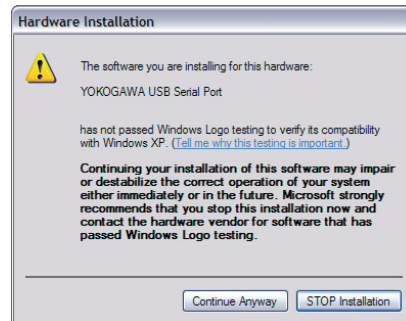 Hardware Installation
The software you are installing for this hardware:
YOKOGAWA USB Serial Port
has not passed Windows Logo testing to verify its compatibility
with Windows XP. (Tell me why this testing is important.)
Continuing your installation of this software may impair
or destabilize the correct operation of your system
either immediately or in the future. Microsoft strongly
recommends that you stop this installation now and
contact the hardware vendor for software that has
passed Windows Logo testing.
Continue Anyway STOP Installation